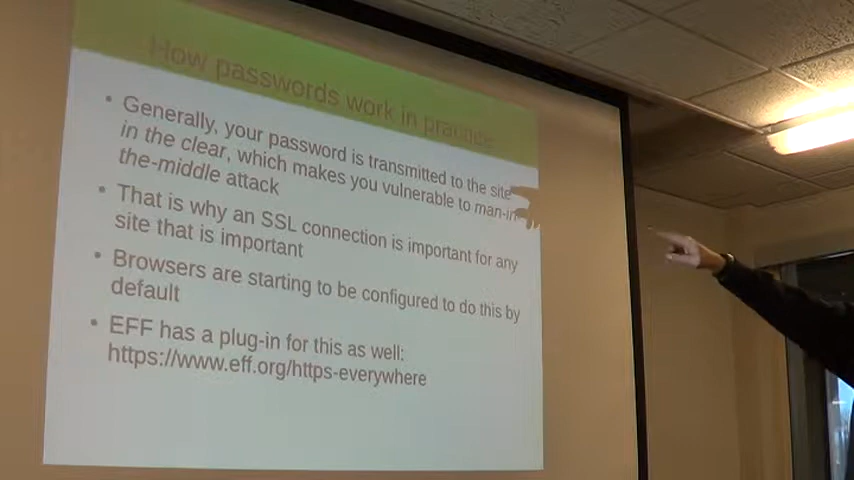 How passwords work in practice
• Generally, your password is transmitted to the site
in the clear, which makes you vulnerable to man-in-
the-middle attack
• That is why an SSL connection is important for any
site that is important
• Browsers are starting to be configured to do this by
default
• EFF has a plug-in for this as well:
https://www.eff.org/https-everywhere